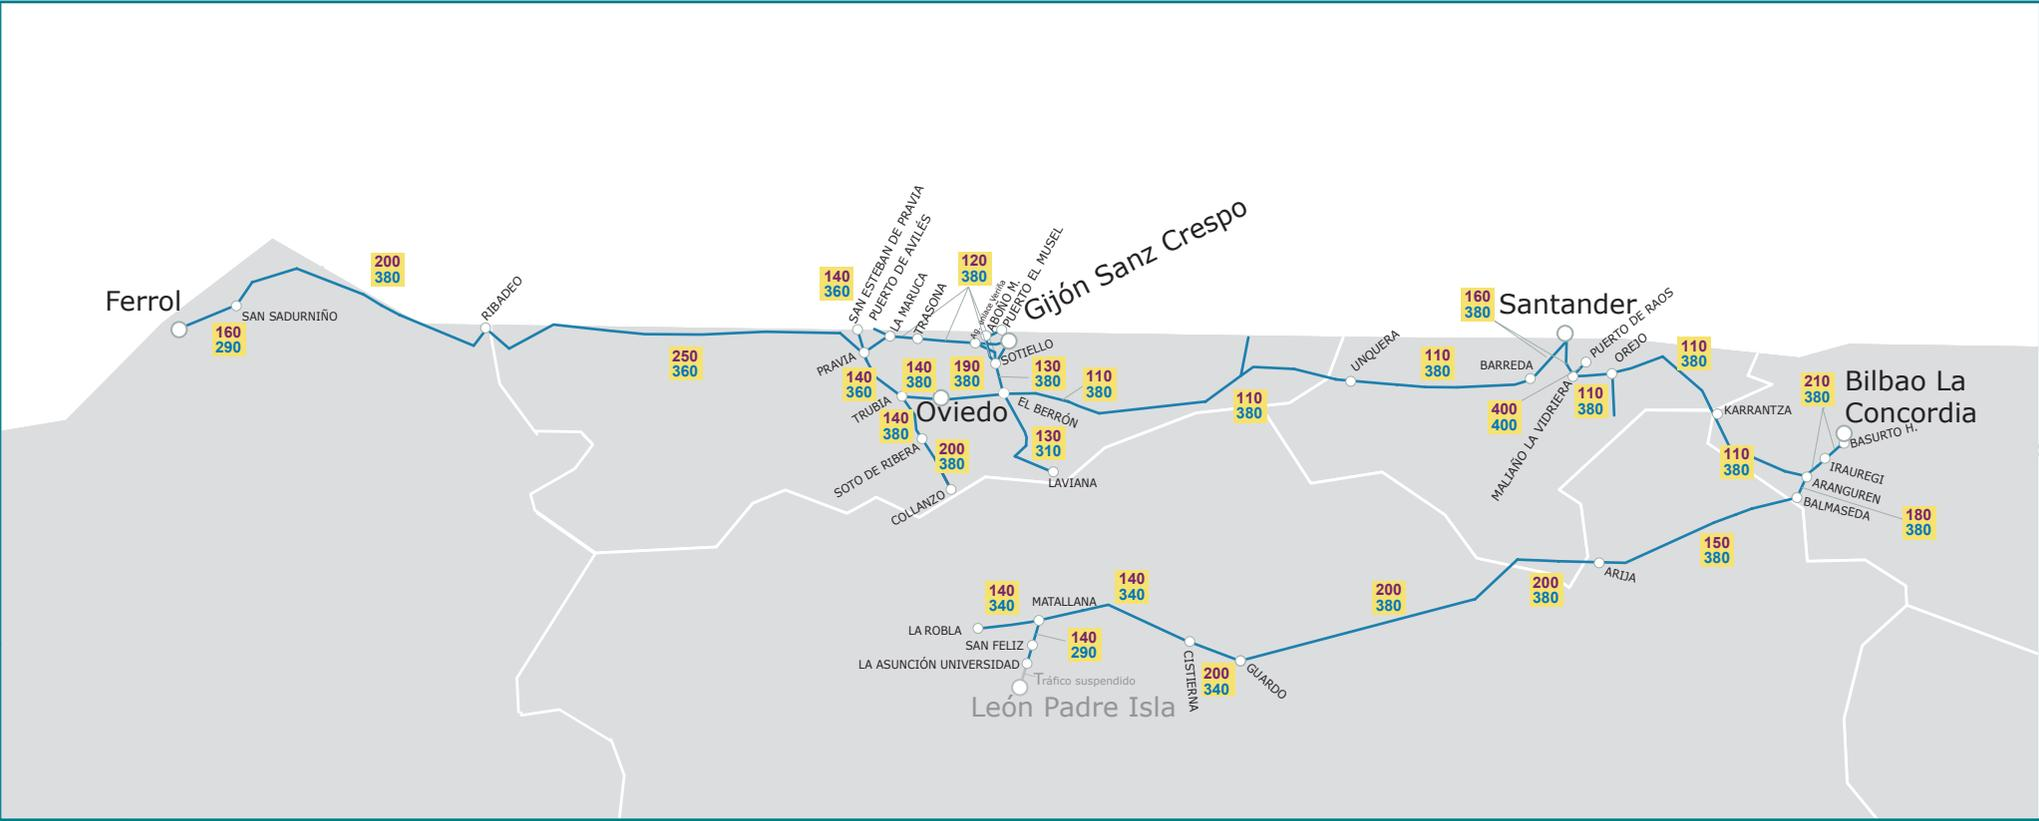 Ferrol
160
290
SAN SADURNIÑO
200
380
RIBADEO
250
360
140
360
SAN ESTEBAN DE PRAVIA
PUERTO DE AVILÉS
LA MARUCA
TRASONA
120
380
Ag. enlace Veriña
ABOÑO M.
PUERTO EL MUSEL
Gijón Sanz Crespo
SOTIELLO
PRAVIA
140
360
140
380
190
380
130
380
110
380
TRUBIA
Oviedo
EL BERRÓN
140
380
SOTO DE RIBERA
200
380
COLLANZO
130
310
LAVIANA
110
380
UNQUERA
110
380
BARREDA
160
380
Santander
PUERTO DE RAOS
OREJO
400
400
MALIAÑO LA VIDRIERA
110
380
110
380
KARRANTZA
110
380
210
380
Bilbao La
Concordia
BASURTO H.
IRAUREGI
ARANGUREN
BALMASEDA
180
380
150
380
ARIJA
200
380
200
380
140
340
MATALLANA
140
340
LA ROBLA
SAN FELIZ
140
290
LA ASUNCIÓN UNIVERSIDAD
Tráfico suspendido
León Padre Isla
CISTIERNA
200
340
GUARDO